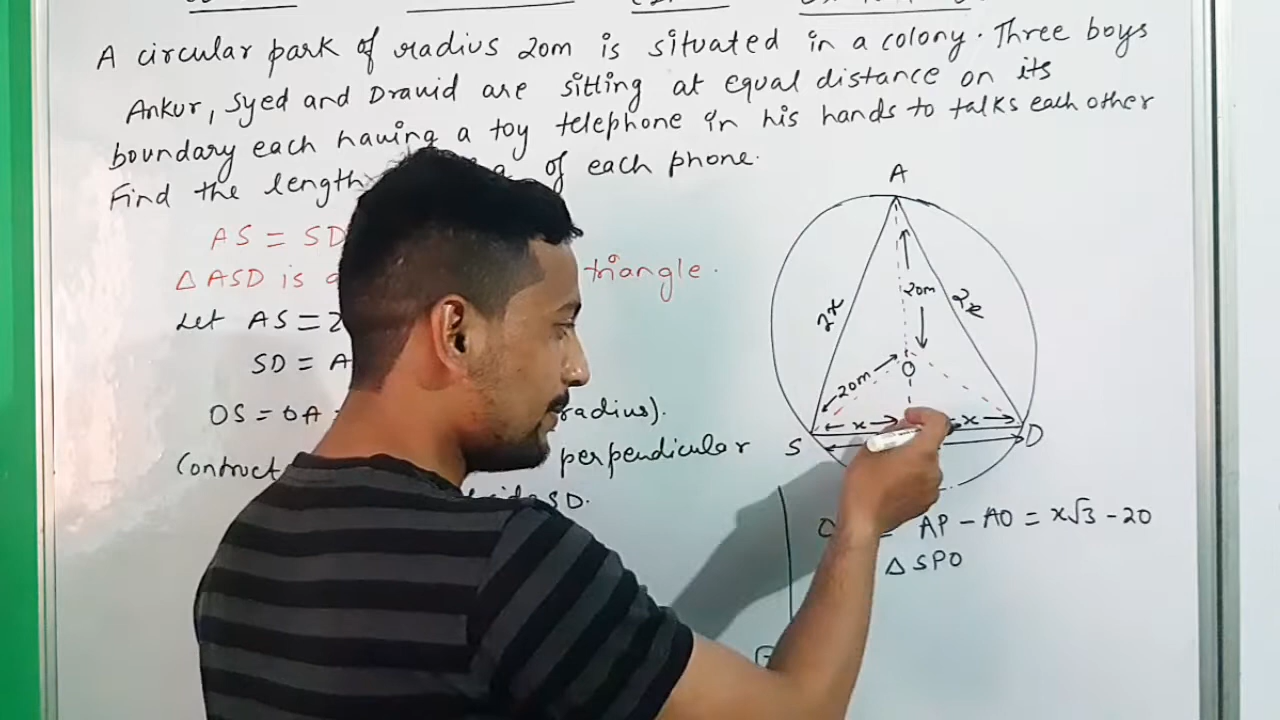 A circular park of radius 20m is situated in a colony. Three boys
Ankur, Syed and Dravid are sitting at equal distance on its
boundary each having a toy telephone in his hands to talks each other
Find the length of each phone.
AS = SD
△ASD is triangle.
Let AS = 2
SD = A
OS = OA radius).
Contruct perpendicular
SD.
A
2x
20m
2x
O
20m
x
x
S
D
AP - AO = x√3 - 20
△SPO